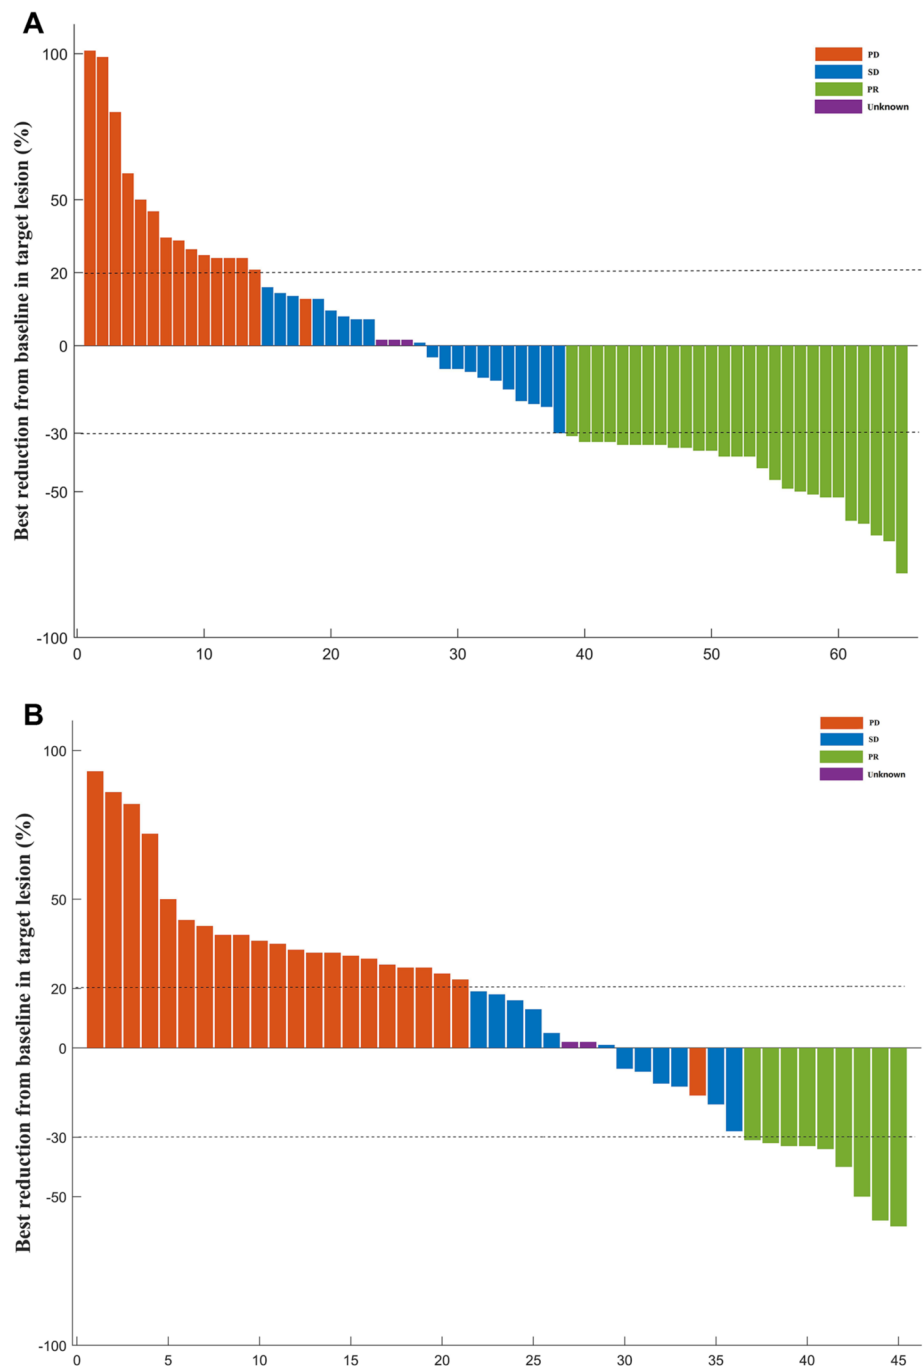 A
Best reduction from baseline in target lesion (%)
100
50
20
0
-30
-50
-100
0 10 20 30 40 50 60
PD
SD
PR
Unknown
B
Best reduction from baseline in target lesion (%)
100
50
20
0
-30
-50
-100
0 5 10 15 20 25 30 35 40 45
PD
SD
PR
Unknown